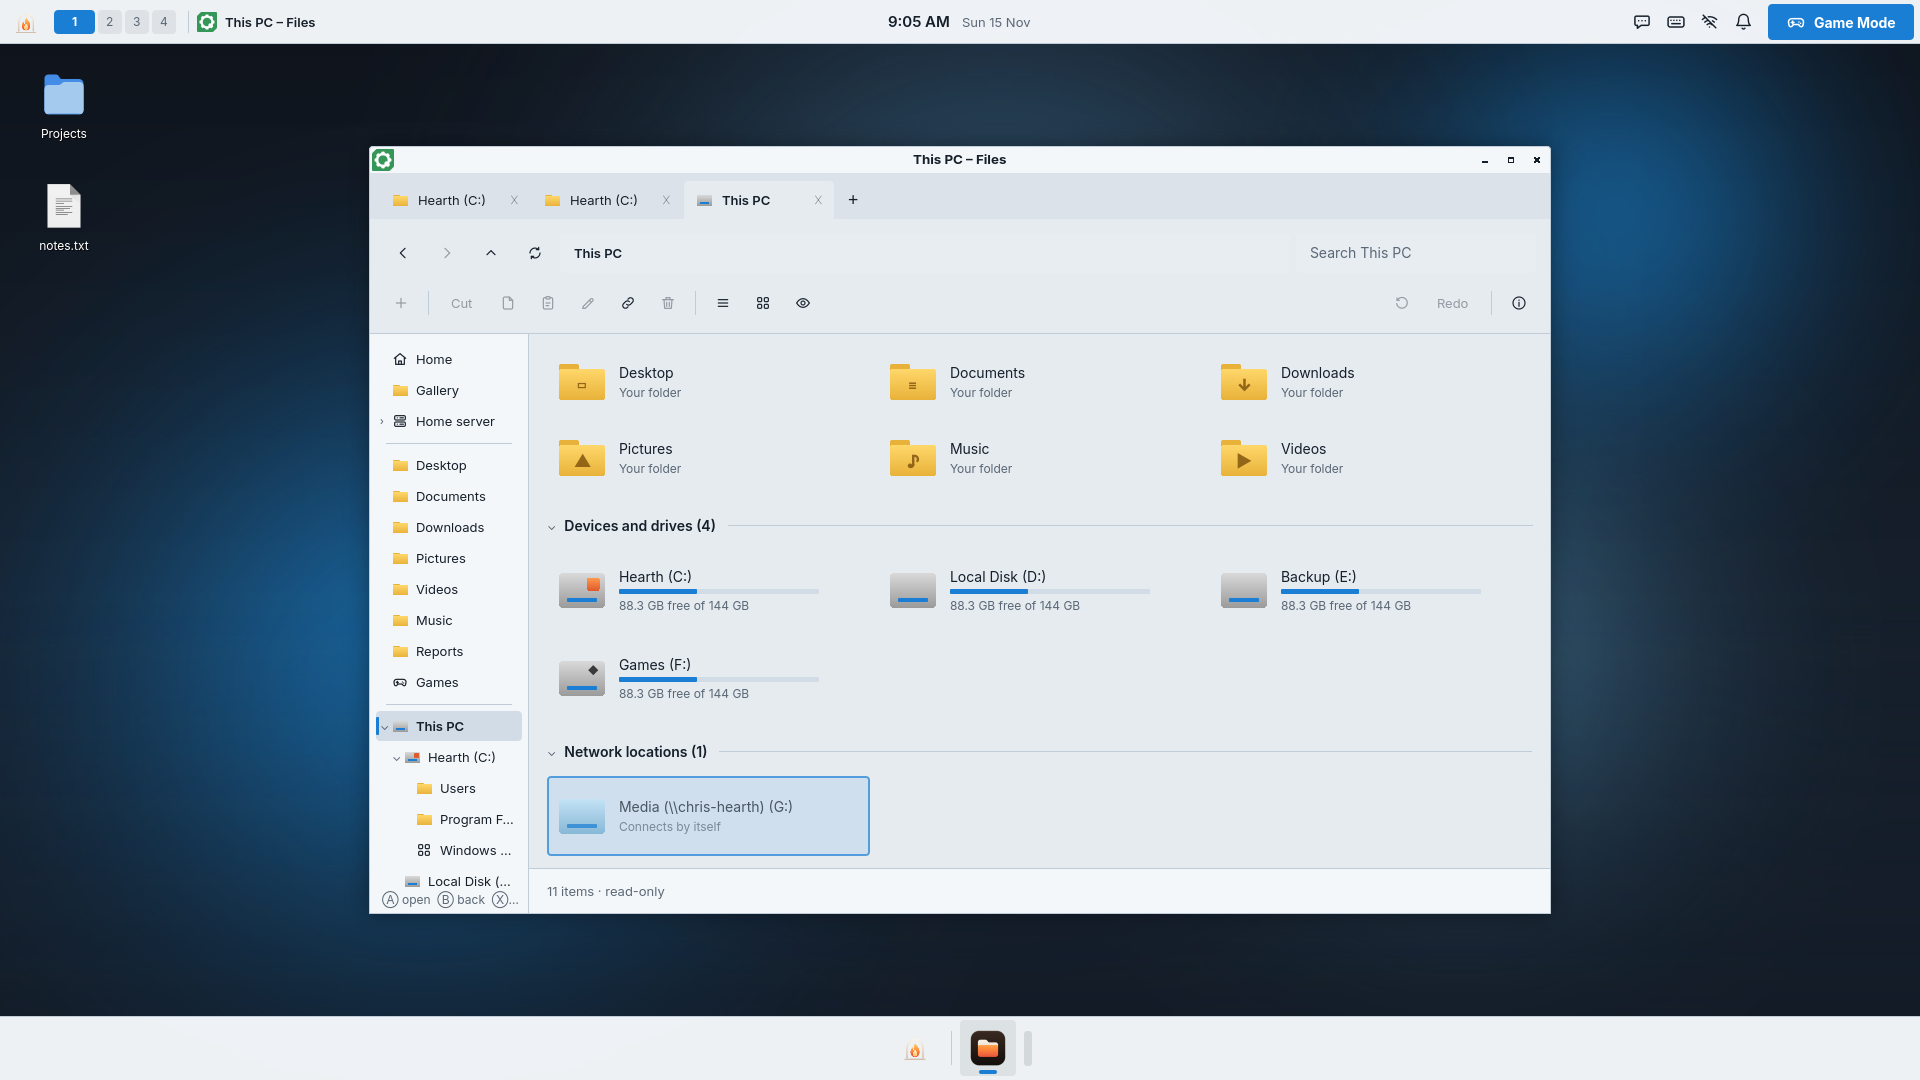 1 2 3 4 This PC – Files 9:05 AM Sun 15 Nov Game Mode
Projects
notes.txt
This PC – Files
Hearth (C:) X Hearth (C:) X This PC X +
This PC Search This PC
Cut Redo
Home
Gallery
Home server
Desktop
Documents
Downloads
Pictures
Videos
Music
Reports
Games
This PC
Hearth (C:)
Users
Program F...
Windows ...
Local Disk (...
A open B back X...
Desktop Documents Downloads
Your folder Your folder Your folder
Pictures Music Videos
Your folder Your folder Your folder
Devices and drives (4)
Hearth (C:) Local Disk (D:) Backup (E:)
88.3 GB free of 144 GB 88.3 GB free of 144 GB 88.3 GB free of 144 GB
Games (F:)
88.3 GB free of 144 GB
Network locations (1)
Media (\\chris-hearth) (G:)
Connects by itself
11 items · read-only